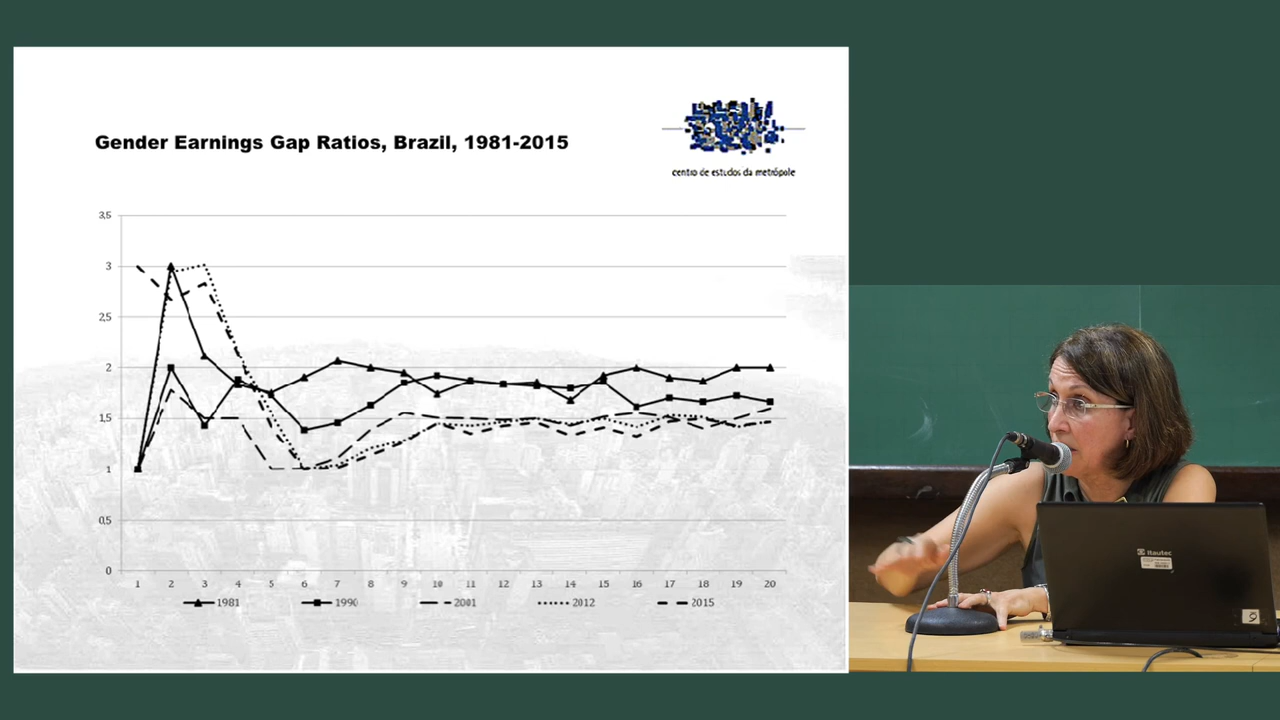 Gender Earnings Gap Ratios, Brazil, 1981-2015
centro de estudos da metrópole
3,5
3
2,5
2
1,5
1
0,5
0
1 2 3 4 5 6 7 8 9 10 11 12 13 14 15 16 17 18 19 20
1981 1990 2001 2012 2015
Itautec